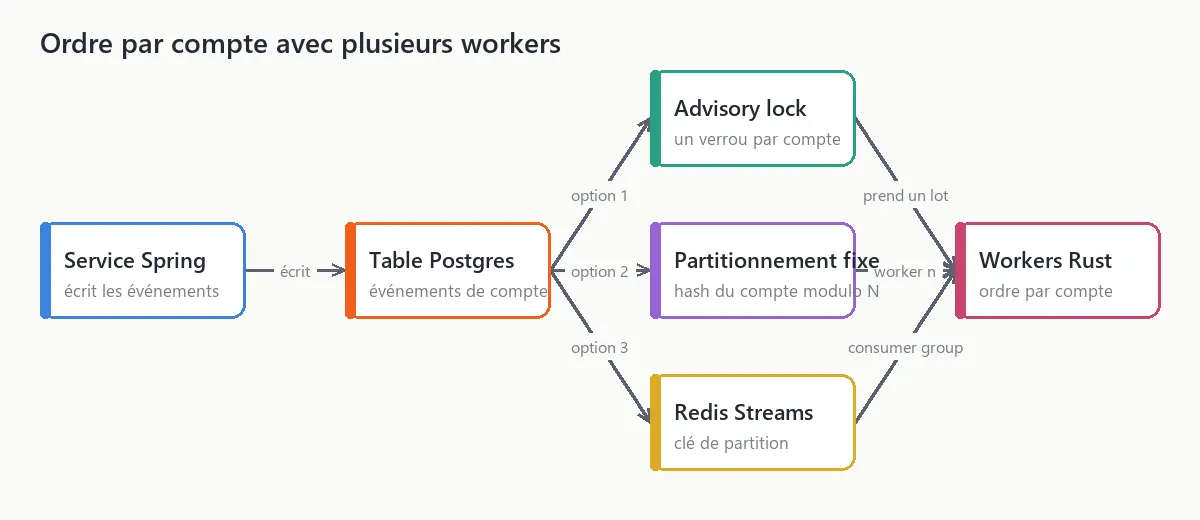 Ordre par compte avec plusieurs workers
Advisory lock
un verrou par compte
option 1
prend un lot
Service Spring
écrit les événements
écrit
Table Postgres
événements de compte
option 2
Partitionnement fixe
hash du compte modulo N
worker n
Workers Rust
ordre par compte
option 3
consumer group
Redis Streams
clé de partition